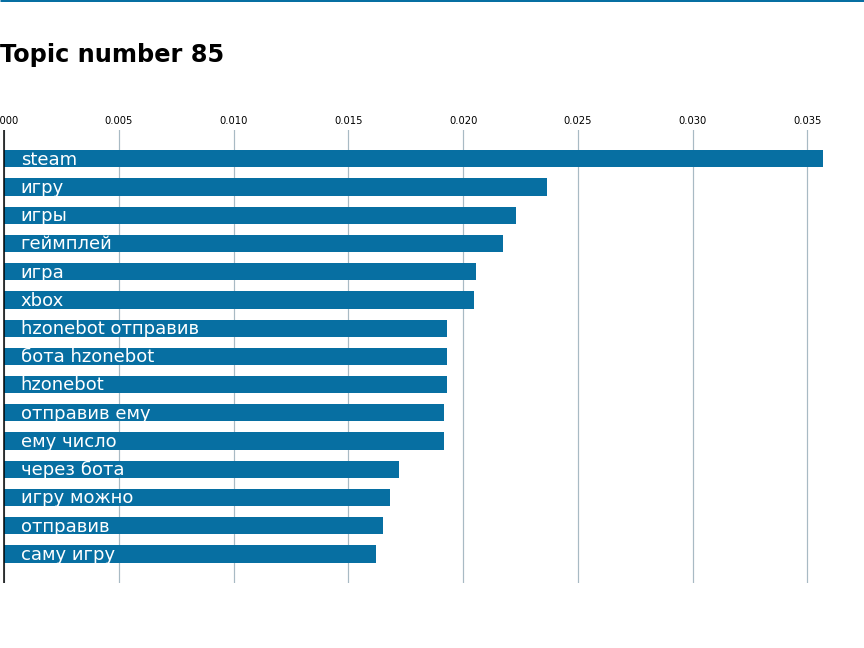 Topic number 85
000 0.005 0.010 0.015 0.020 0.025 0.030 0.035
steam
игру
игры
геймплей
игра
xbox
hzonebot отправив
бота hzonebot
hzonebot
отправив ему
ему число
через бота
игру можно
отправив
саму игру